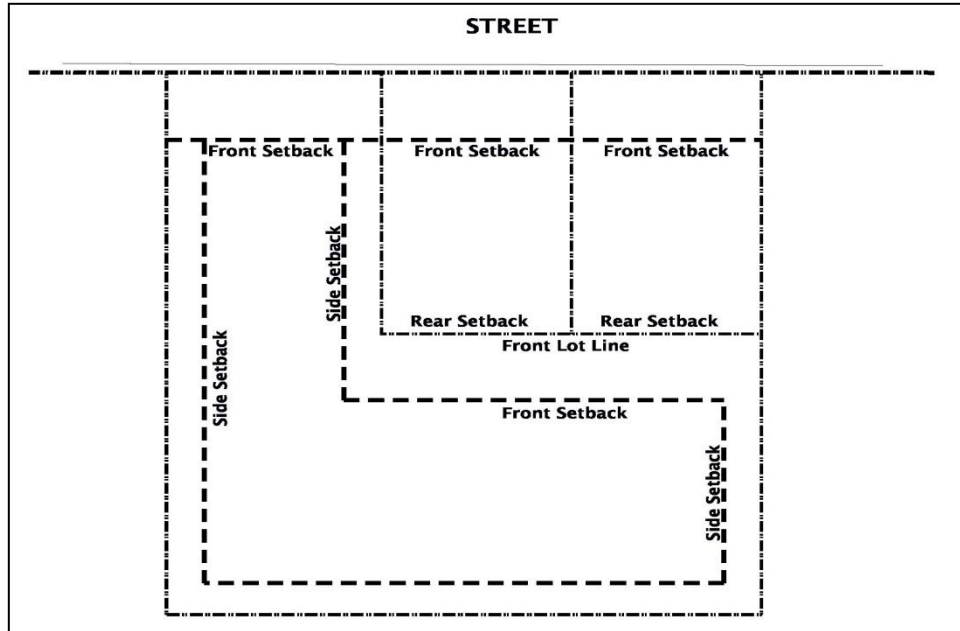 STREET
Front Setback
Front Setback
Front Setback
Side Setback
Rear Setback
Rear Setback
Front Lot Line
Side Setback
Front Setback
Side Setback